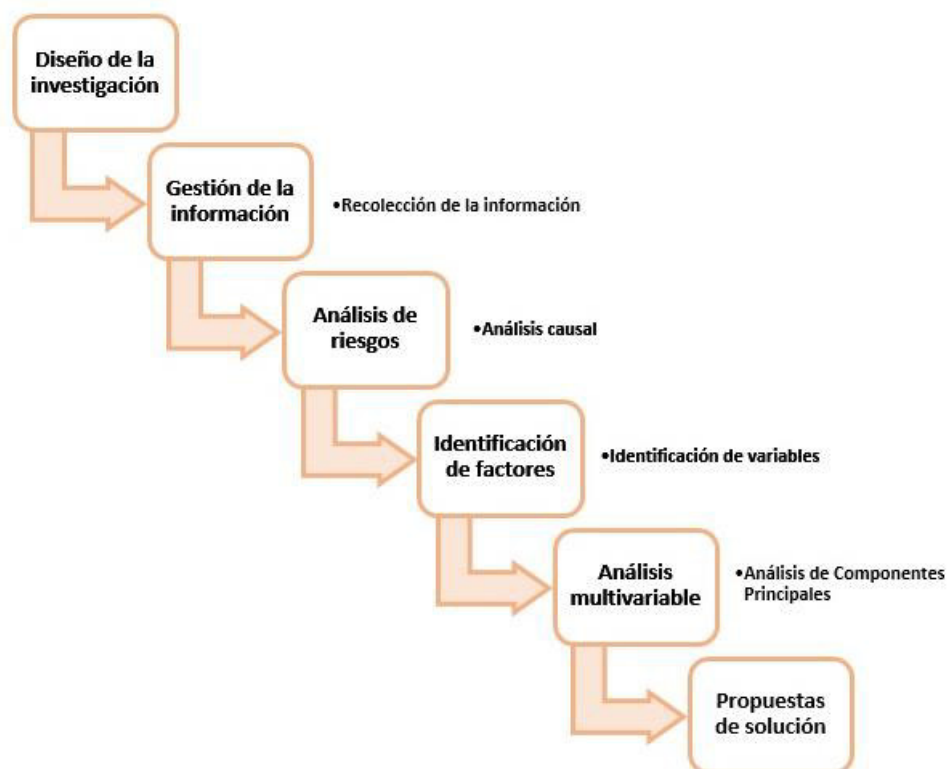 Diseño de la
investigación
Gestión de la
información
•Recolección de la información
Análisis de
riesgos
•Análisis causal
Identificación
de factores
•Identificación de variables
Análisis
multivariable
•Análisis de Componentes
Principales
Propuestas
de solución